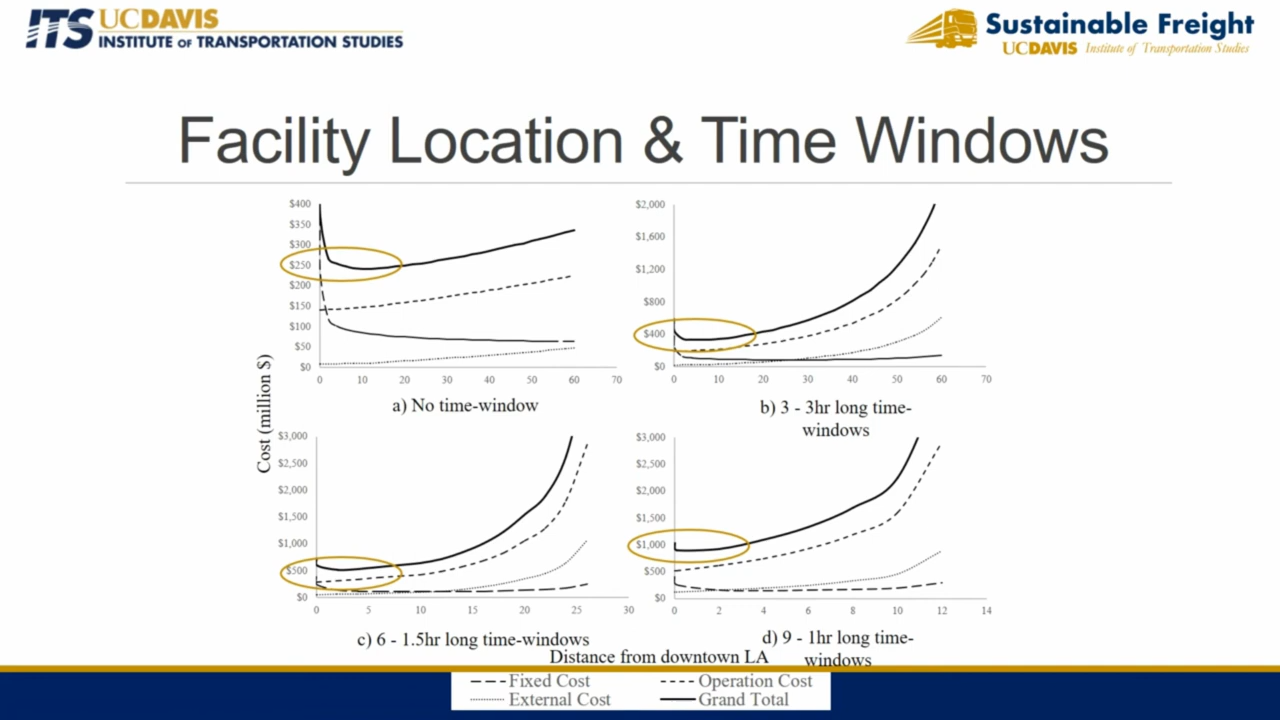 ITS UCDAVIS
INSTITUTE OF TRANSPORTATION STUDIES
Sustainable Freight
UCDAVIS Institute of Transportation Studies
Facility Location & Time Windows
Cost (million $)
$400
$350
$300
$250
$200
$150
$100
$50
$0
0 10 20 30 40 50 60 70
a) No time-window
$2,000
$1,600
$1,200
$800
$400
$0
0 10 20 30 40 50 60 70
b) 3 - 3hr long time-
windows
$3,000
$2,500
$2,000
$1,500
$1,000
$500
$0
0 5 10 15 20 25 30
c) 6 - 1.5hr long time-windows
$3,000
$2,500
$2,000
$1,500
$1,000
$500
$0
0 2 4 6 8 10 12 14
d) 9 - 1hr long time-
windows
Distance from downtown LA
Fixed Cost
Operation Cost
External Cost
Grand Total